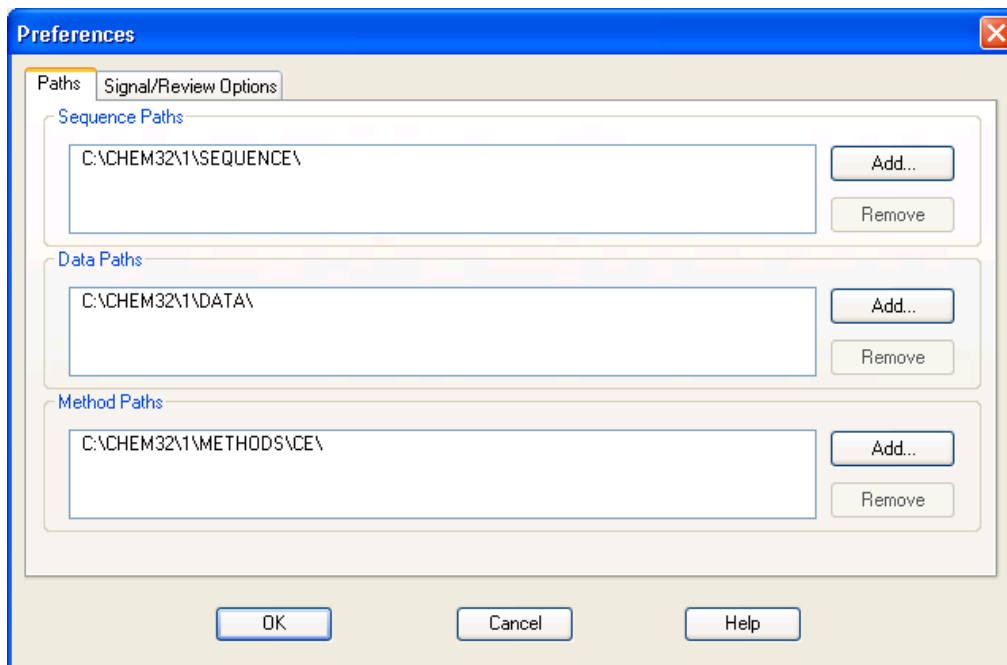 Preferences
Paths Signal/Review Options
Sequence Paths
C:\CHEM32\1\SEQUENCE\
Add...
Remove
Data Paths
C:\CHEM32\1\DATA\
Add...
Remove
Method Paths
C:\CHEM32\1\METHODS\CE\
Add...
Remove
OK Cancel Help